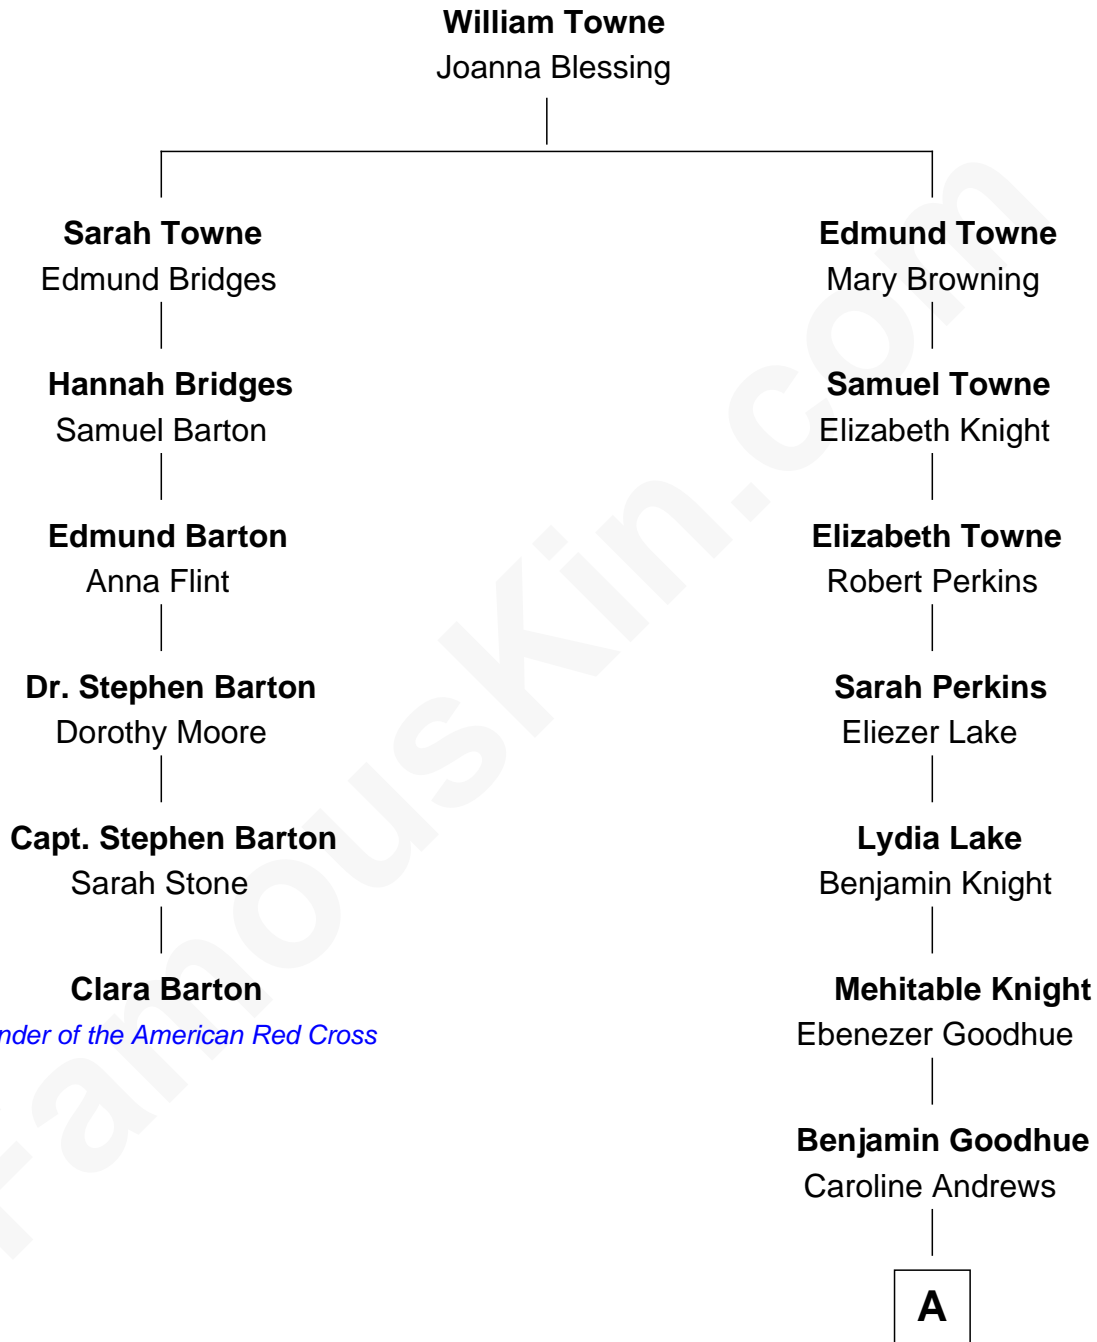 William Towne
Joanna Blessing
Sarah Towne
Edmund Bridges
Edmund Towne
Mary Browning
Hannah Bridges
Samuel Barton
Samuel Towne
Elizabeth Knight
Edmund Barton
Anna Flint
Elizabeth Towne
Robert Perkins
Dr. Stephen Barton
Dorothy Moore
Sarah Perkins
Eliezer Lake
Capt. Stephen Barton
Sarah Stone
Lydia Lake
Benjamin Knight
Clara Barton
nder of the American Red Cross
Mehitable Knight
Ebenezer Goodhue
Benjamin Goodhue
Caroline Andrews
A
FamousKin.com